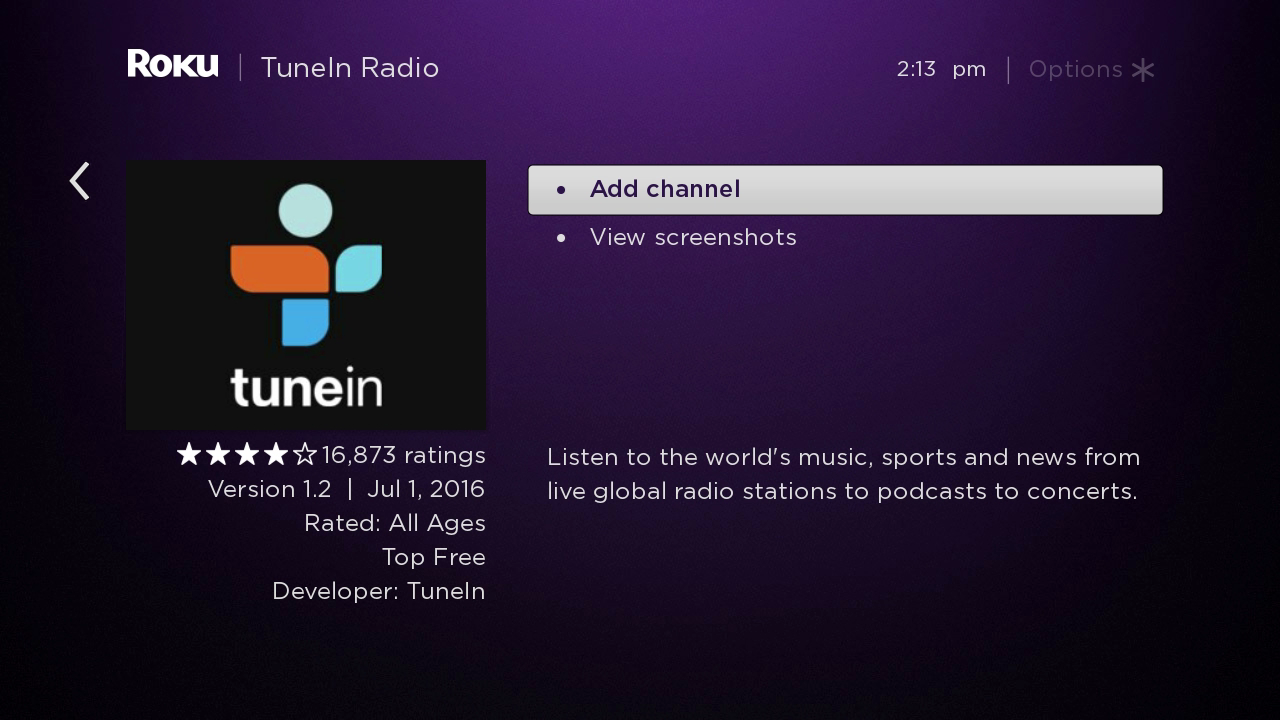 Roku | TuneIn Radio
2:13 pm | Options *
tunein
Add channel
View screenshots
16,873 ratings
Version 1.2 | Jul 1, 2016
Rated: All Ages
Top Free
Developer: TuneIn
Listen to the world's music, sports and news from
live global radio stations to podcasts to concerts.